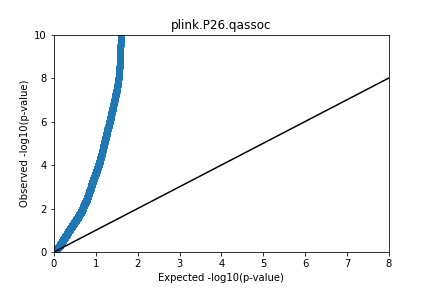 plink.P26.qassoc
Observed -log10(p-value)
10
8
6
4
2
0
0 1 2 3 4 5 6 7 8
Expected -log10(p-value)